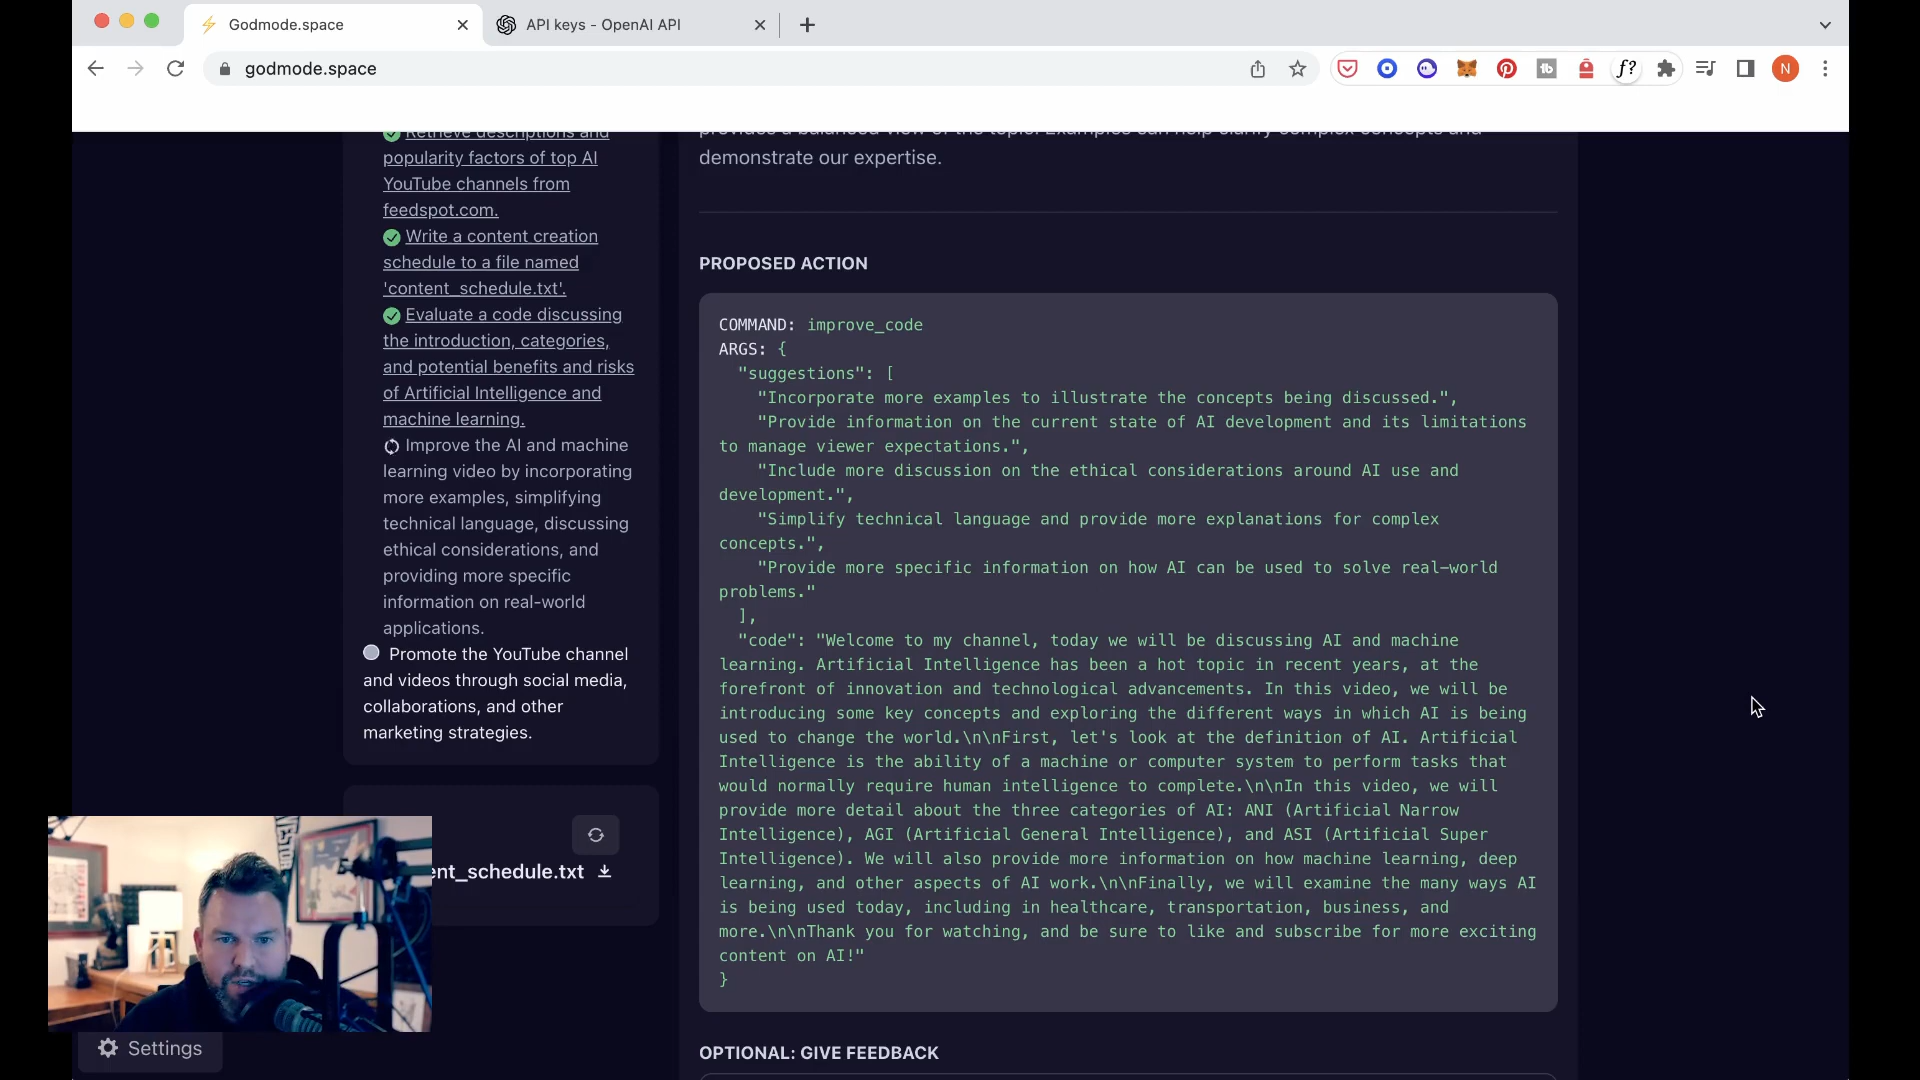 Godmode.space
API keys - OpenAI API
godmode.space
N
Retrieve descriptions and
popularity factors of top AI
YouTube channels from
feedspot.com.
Write a content creation
schedule to a file named
'content_schedule.txt'.
Evaluate a code discussing
the introduction, categories,
and potential benefits and risks
of Artificial Intelligence and
machine learning.
Improve the AI and machine
learning video by incorporating
more examples, simplifying
technical language, discussing
ethical considerations, and
providing more specific
information on real-world
applications.
Promote the YouTube channel
and videos through social media,
collaborations, and other
marketing strategies.
ent_schedule.txt
Settings
provides a balanced view of the topic. Examples can help clarify complex concepts and
demonstrate our expertise.
PROPOSED ACTION
COMMAND: improve_code
ARGS: {
"suggestions": [
"Incorporate more examples to illustrate the concepts being discussed.",
"Provide information on the current state of AI development and its limitations
to manage viewer expectations.",
"Include more discussion on the ethical considerations around AI use and
development.",
"Simplify technical language and provide more explanations for complex
concepts.",
"Provide more specific information on how AI can be used to solve real-world
problems."
],
"code": "Welcome to my channel, today we will be discussing AI and machine
learning. Artificial Intelligence has been a hot topic in recent years, at the
forefront of innovation and technological advancements. In this video, we will be
introducing some key concepts and exploring the different ways in which AI is being
used to change the world.\n\nFirst, let's look at the definition of AI. Artificial
Intelligence is the ability of a machine or computer system to perform tasks that
would normally require human intelligence to complete.\n\nIn this video, we will
provide more detail about the three categories of AI: ANI (Artificial Narrow
Intelligence), AGI (Artificial General Intelligence), and ASI (Artificial Super
Intelligence). We will also provide more information on how machine learning, deep
learning, and other aspects of AI work.\n\nFinally, we will examine the many ways AI
is being used today, including in healthcare, transportation, business, and
more.\n\nThank you for watching, and be sure to like and subscribe for more exciting
content on AI!"
}
OPTIONAL: GIVE FEEDBACK